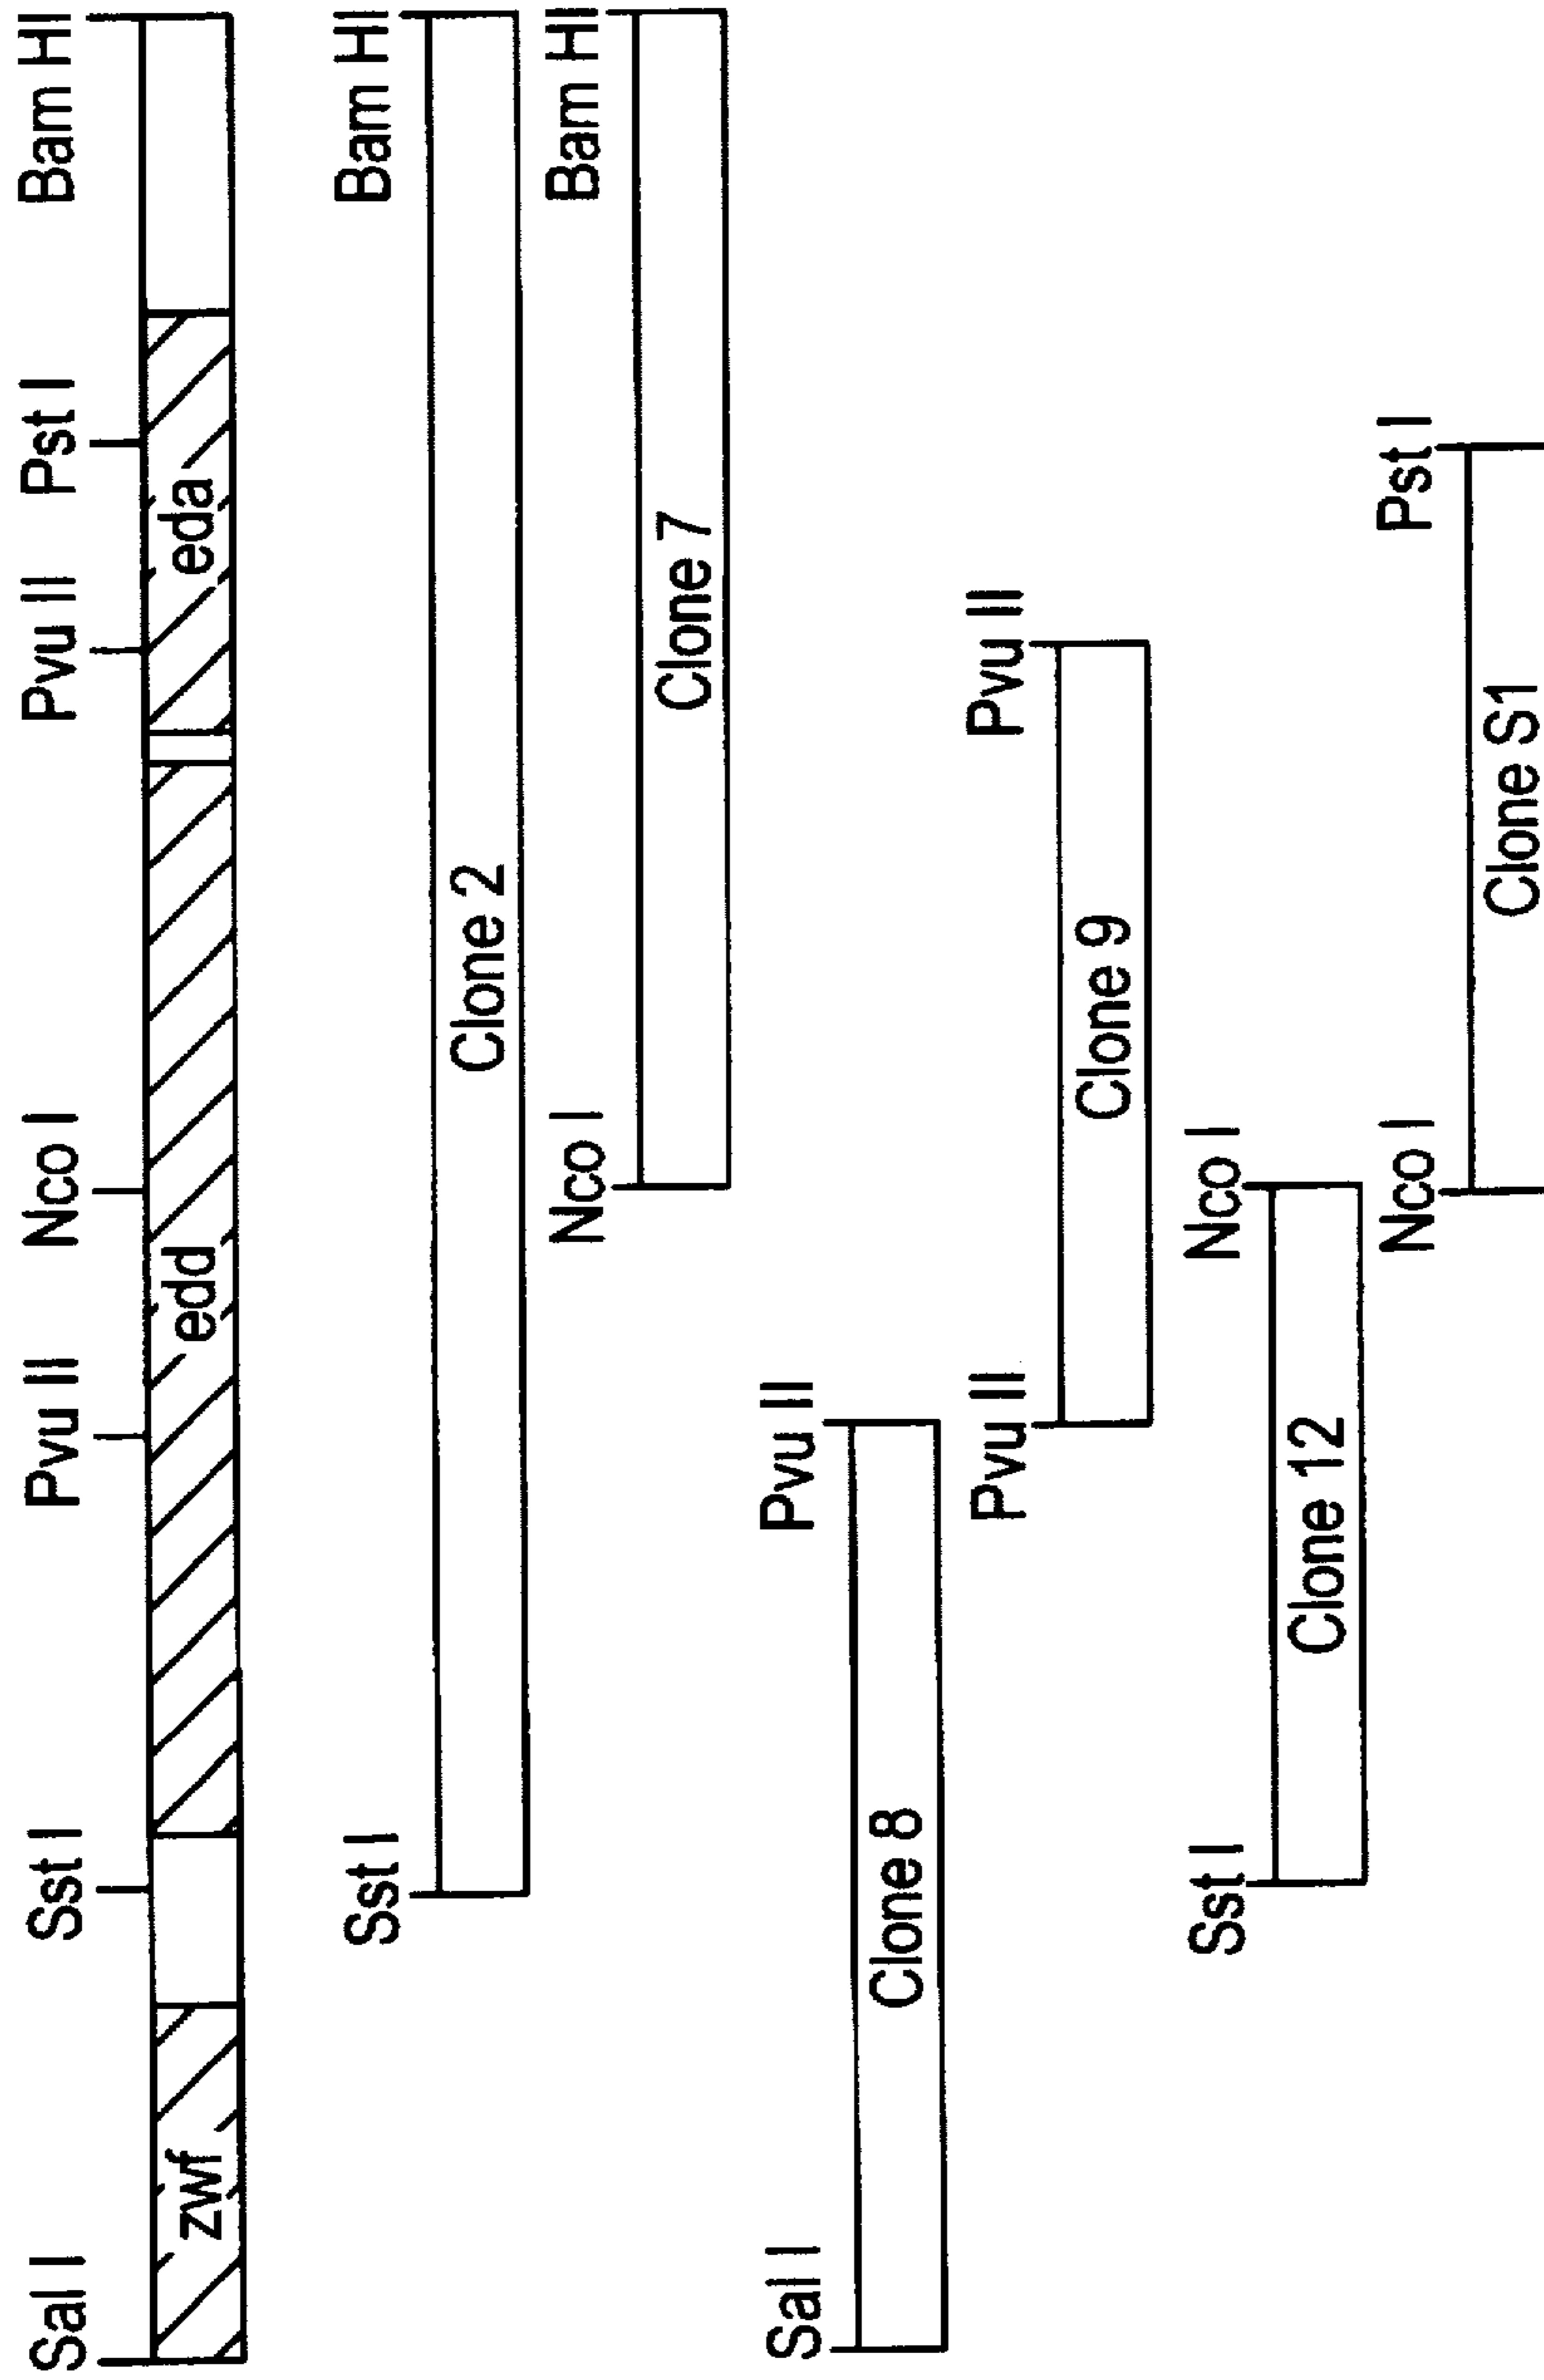 Sal I Sst I Pvu II Nco I Pvu II Pst I Bam HI
zwf edd eda
Sst I Bam HI
Clone 2
Nco I Bam HI
Clone 7
Sal I Pvu II
Clone 8
Pvu II Pvu II
Clone 9
Sst I Nco I
Clone 12
Nco I Pst I
Clone S1